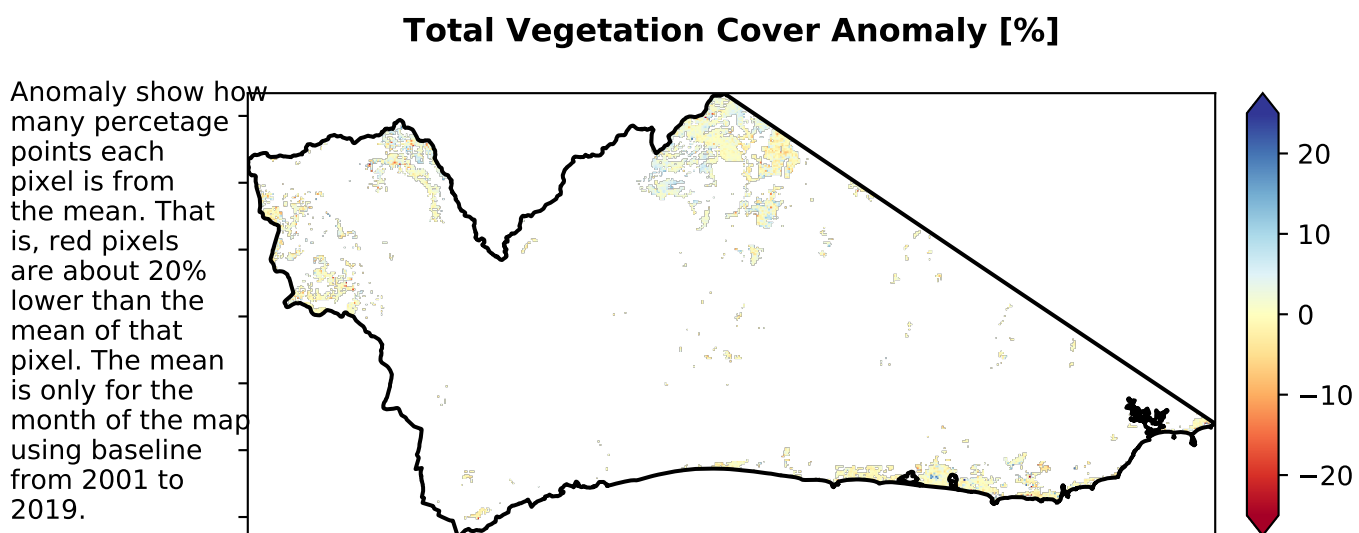 Total Vegetation Cover Anomaly [%]
Anomaly show how
many percetage
points each
pixel is from
the mean. That
is, red pixels
are about 20%
lower than the
mean of that
pixel. The mean
is only for the
month of the map
using baseline
from 2001 to
2019.
20
10
0
−10
−20